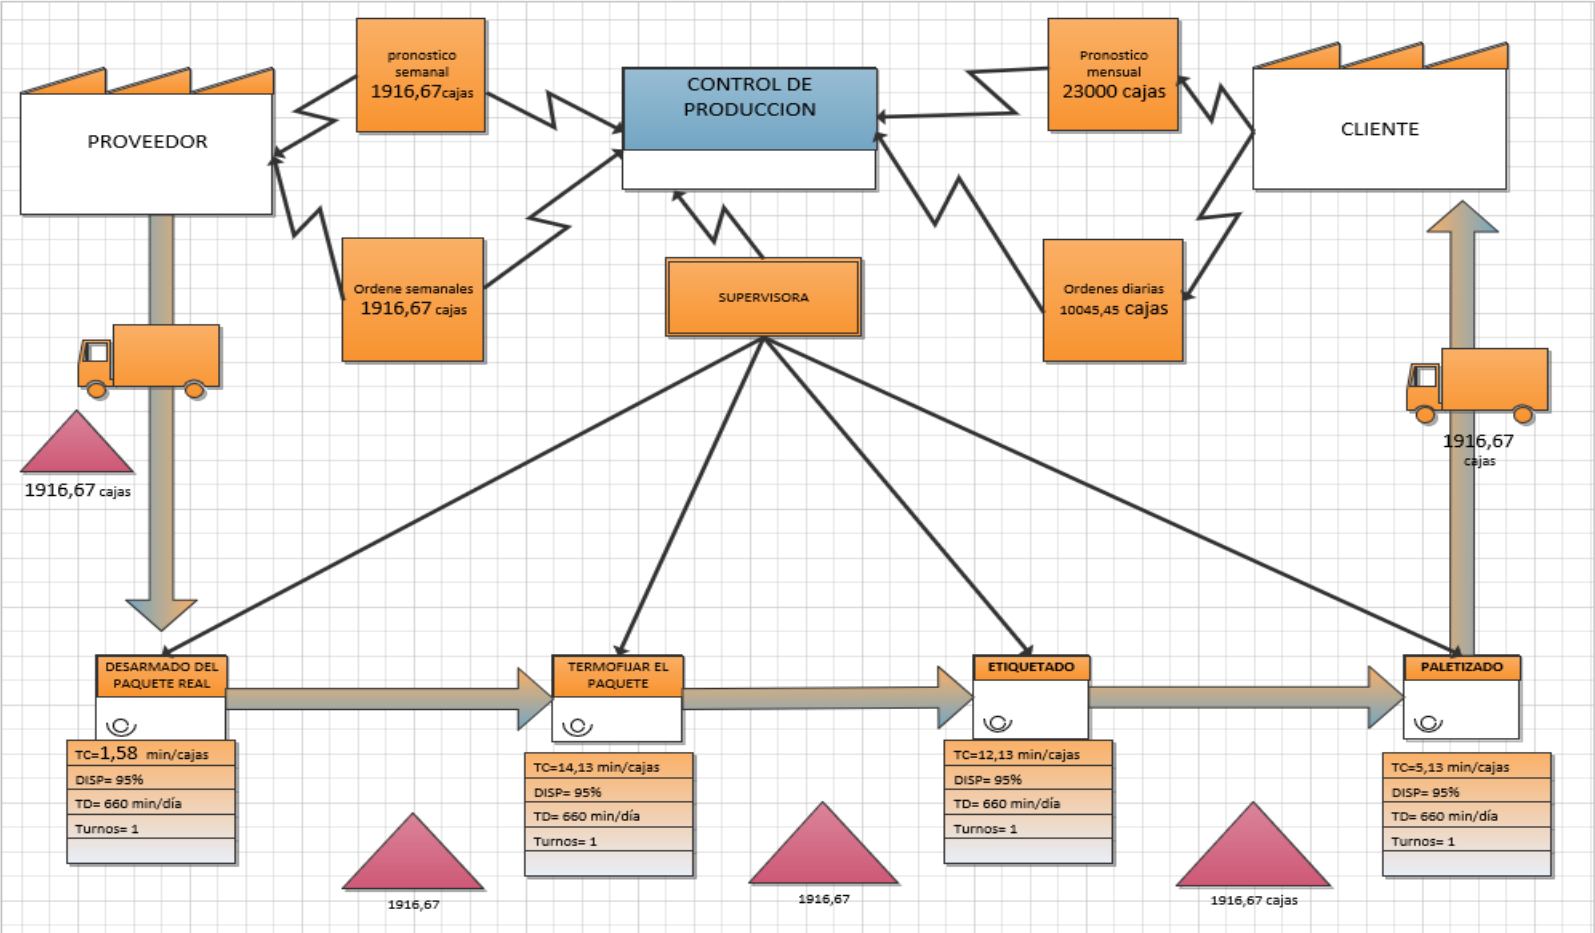 pronostico
semanal
1916,67cajas
CONTROL DE
PRODUCCION
Pronostico
mensual
23000 cajas
PROVEEDOR
CLIENTE
Ordene semanales
1916,67 cajas
SUPERVISORA
Ordenes diarias
10045,45 cajas
1916,67 cajas
1916,67
cajas
DESARMADO DEL
PAQUETE REAL
TC=1,58 min/cajas
DISP= 95%
TD= 660 min/día
Turnos= 1
TERMOFIJAR EL
PAQUETE
TC=14,13 min/cajas
DISP= 95%
TD= 660 min/día
Turnos= 1
ETIQUETADO
TC=12,13 min/cajas
DISP= 95%
TD= 660 min/día
Turnos= 1
PALETIZADO
TC=5,13 min/cajas
DISP= 95%
TD= 660 min/día
Turnos= 1
1916,67
1916,67
1916,67 cajas